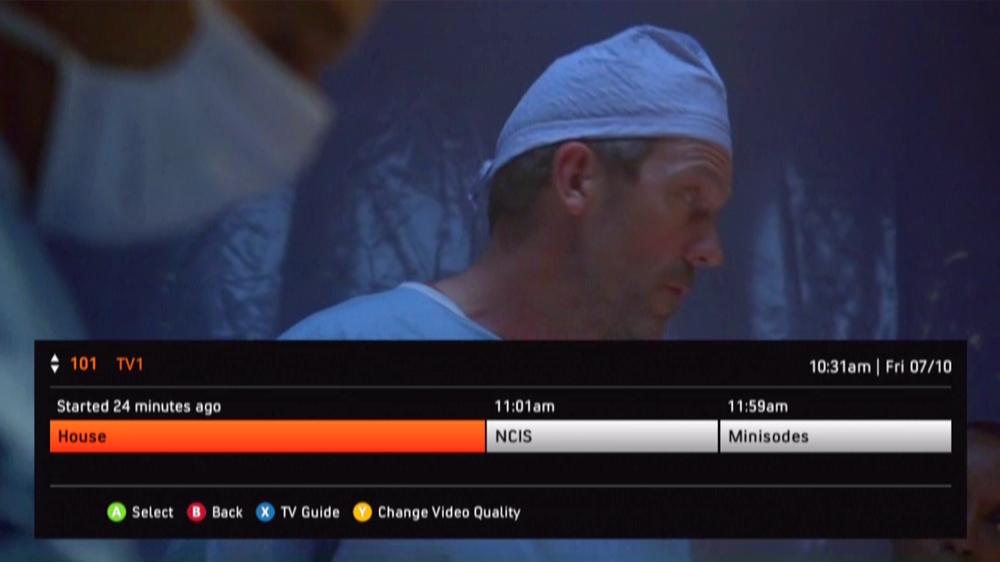 101 TV1 10:31am | Fri 07/10
Started 24 minutes ago 11:01am 11:59am
House NCIS Minisodes
A Select B Back X TV Guide Y Change Video Quality